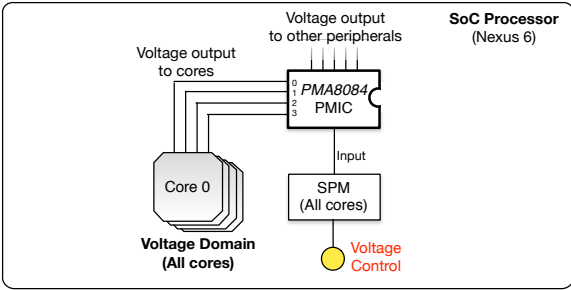 Voltage output
to other peripherals
SoC Processor
(Nexus 6)
Voltage output
to cores
0
1
2
3
PMA8084
PMIC
Input
Core 0
SPM
(All cores)
Voltage Domain
(All cores)
Voltage
Control